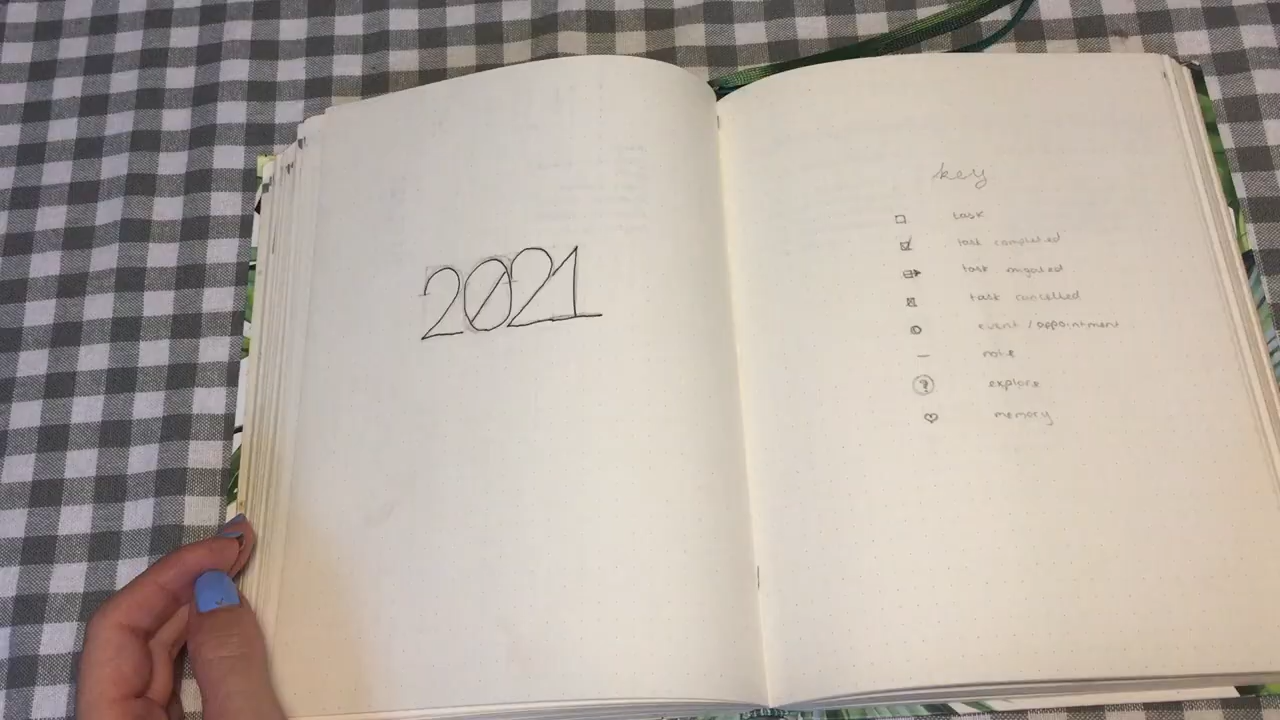 2021
key
task
task completed
task migrated
task cancelled
event / appointment
note
explore
memory